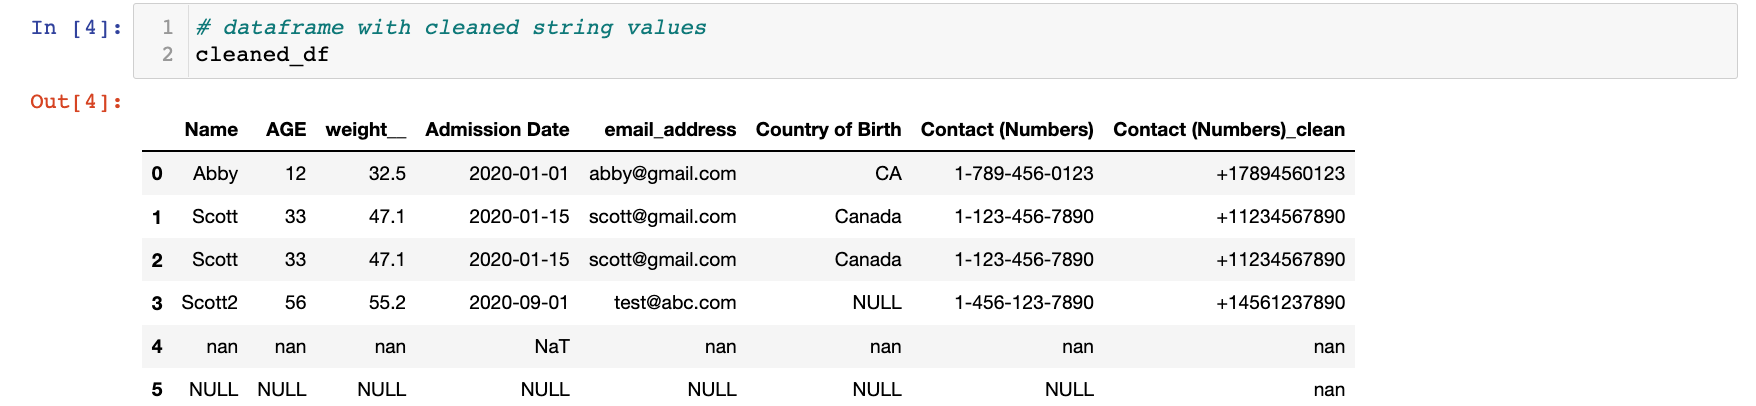 In [4]: 1 # dataframe with cleaned string values
2 cleaned_df
Out[4]:
Name AGE weight__ Admission Date email_address Country of Birth Contact (Numbers) Contact (Numbers)_clean
0 Abby 12 32.5 2020-01-01 abby@gmail.com CA 1-789-456-0123 +17894560123
1 Scott 33 47.1 2020-01-15 scott@gmail.com Canada 1-123-456-7890 +11234567890
2 Scott 33 47.1 2020-01-15 scott@gmail.com Canada 1-123-456-7890 +11234567890
3 Scott2 56 55.2 2020-09-01 test@abc.com NULL 1-456-123-7890 +14561237890
4 nan nan nan NaT nan nan nan nan
5 NULL NULL NULL NULL NULL NULL NULL nan